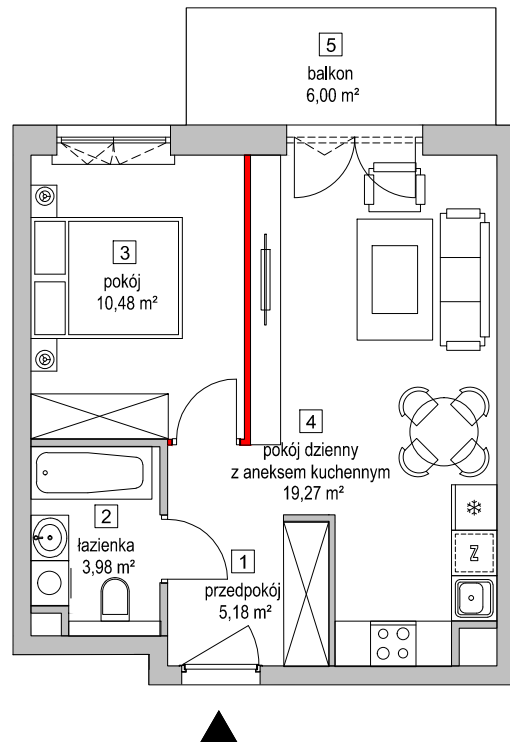 5
balkon
6,00 m²
3
pokój
10,48 m²
4
pokój dzienny
z aneksem kuchennym
19,27 m²
2
łazienka
3,98 m²
Z
1
przedpokój
5,18 m²